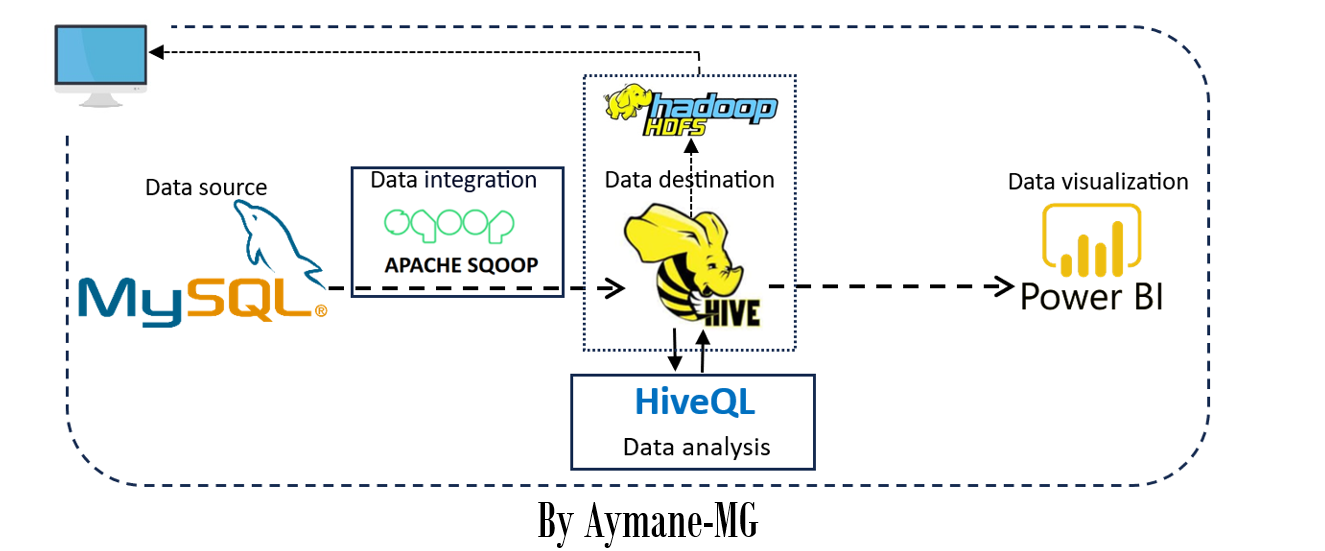 hadoop
HDFS
Data source
Data integration
Data destination
Data visualization
sqoop
APACHE SQOOP
MySQL®
HIVE
Power BI
HiveQL
Data analysis
By Aymane-MG